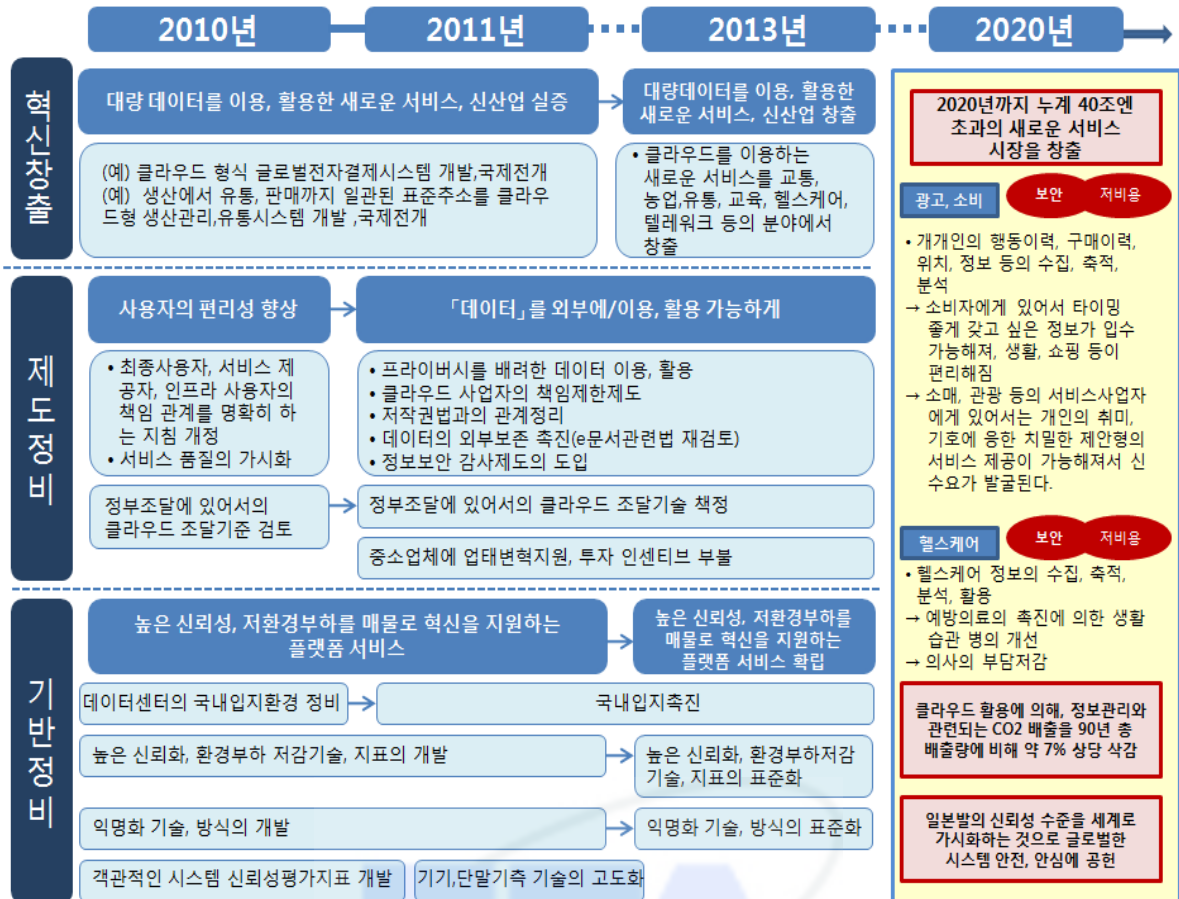 2010년
2011년
2013년
2020년
혁신창출
대량 데이터를 이용, 활용한 새로운 서비스, 신산업 실증
대량데이터를 이용, 활용한
새로운 서비스, 신산업 창출
(예) 클라우드 형식 글로벌전자결제시스템 개발,국제전개
(예) 생산에서 유통, 판매까지 일관된 표준추소를 클라우
드형 생산관리,유통시스템 개발 ,국제전개
• 클라우드를 이용하는
새로운 서비스를 교통,
농업,유통, 교육, 헬스케어,
텔레워크 등의 분야에서
창출
제도정비
사용자의 편리성 향상
「데이터」를 외부에/이용, 활용 가능하게
• 최종사용자, 서비스 제
공자, 인프라 사용자의
책임 관계를 명확히 하
는 지침 개정
• 서비스 품질의 가시화
• 프라이버시를 배려한 데이터 이용, 활용
• 클라우드 사업자의 책임제한제도
• 저작권법과의 관계정리
• 데이터의 외부보존 촉진(e문서관련법 재검토)
• 정보보안 감사제도의 도입
정부조달에 있어서의
클라우드 조달기준 검토
정부조달에 있어서의 클라우드 조달기술 책정
중소업체에 업태변혁지원, 투자 인센티브 부불
기반정비
높은 신뢰성, 저환경부하를 매물로 혁신을 지원하는
플랫폼 서비스
높은 신뢰성, 저환경부하를
매물로 혁신을 지원하는
플랫폼 서비스 확립
데이터센터의 국내입지환경 정비
국내입지촉진
높은 신뢰화, 환경부하 저감기술, 지표의 개발
높은 신뢰화, 환경부하저감
기술, 지표의 표준화
익명화 기술, 방식의 개발
익명화 기술, 방식의 표준화
객관적인 시스템 신뢰성평가지표 개발
기기,단말기측 기술의 고도화
2020년까지 누계 40조엔
초과의 새로운 서비스
시장을 창출
광고, 소비
보안
저비용
• 개개인의 행동이력, 구매이력,
위치, 정보 등의 수집, 축적,
분석
→ 소비자에게 있어서 타이밍
좋게 갖고 싶은 정보가 입수
가능해져, 생활, 쇼핑 등이
편리해짐
→ 소매, 관광 등의 서비스사업자
에게 있어서는 개인의 취미,
기호에 응한 치밀한 제안형의
서비스 제공이 가능해져서 신
수요가 발굴된다.
헬스케어
보안
저비용
• 헬스케어 정보의 수집, 축적,
분석, 활용
→ 예방의료의 촉진에 의한 생활
습관 병의 개선
→ 의사의 부담저감
클라우드 활용에 의해, 정보관리와
관련되는 CO2 배출을 90년 총
배출량에 비해 약 7% 상당 삭감
일본발의 신뢰성 수준을 세계로
가시화하는 것으로 글로벌한
시스템 안전, 안심에 공헌